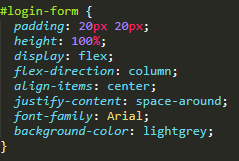 #login-form {
padding: 20px 20px;
height: 100%;
display: flex;
flex-direction: column;
align-items: center;
justify-content: space-around;
font-family: Arial;
background-color: lightgrey;
}